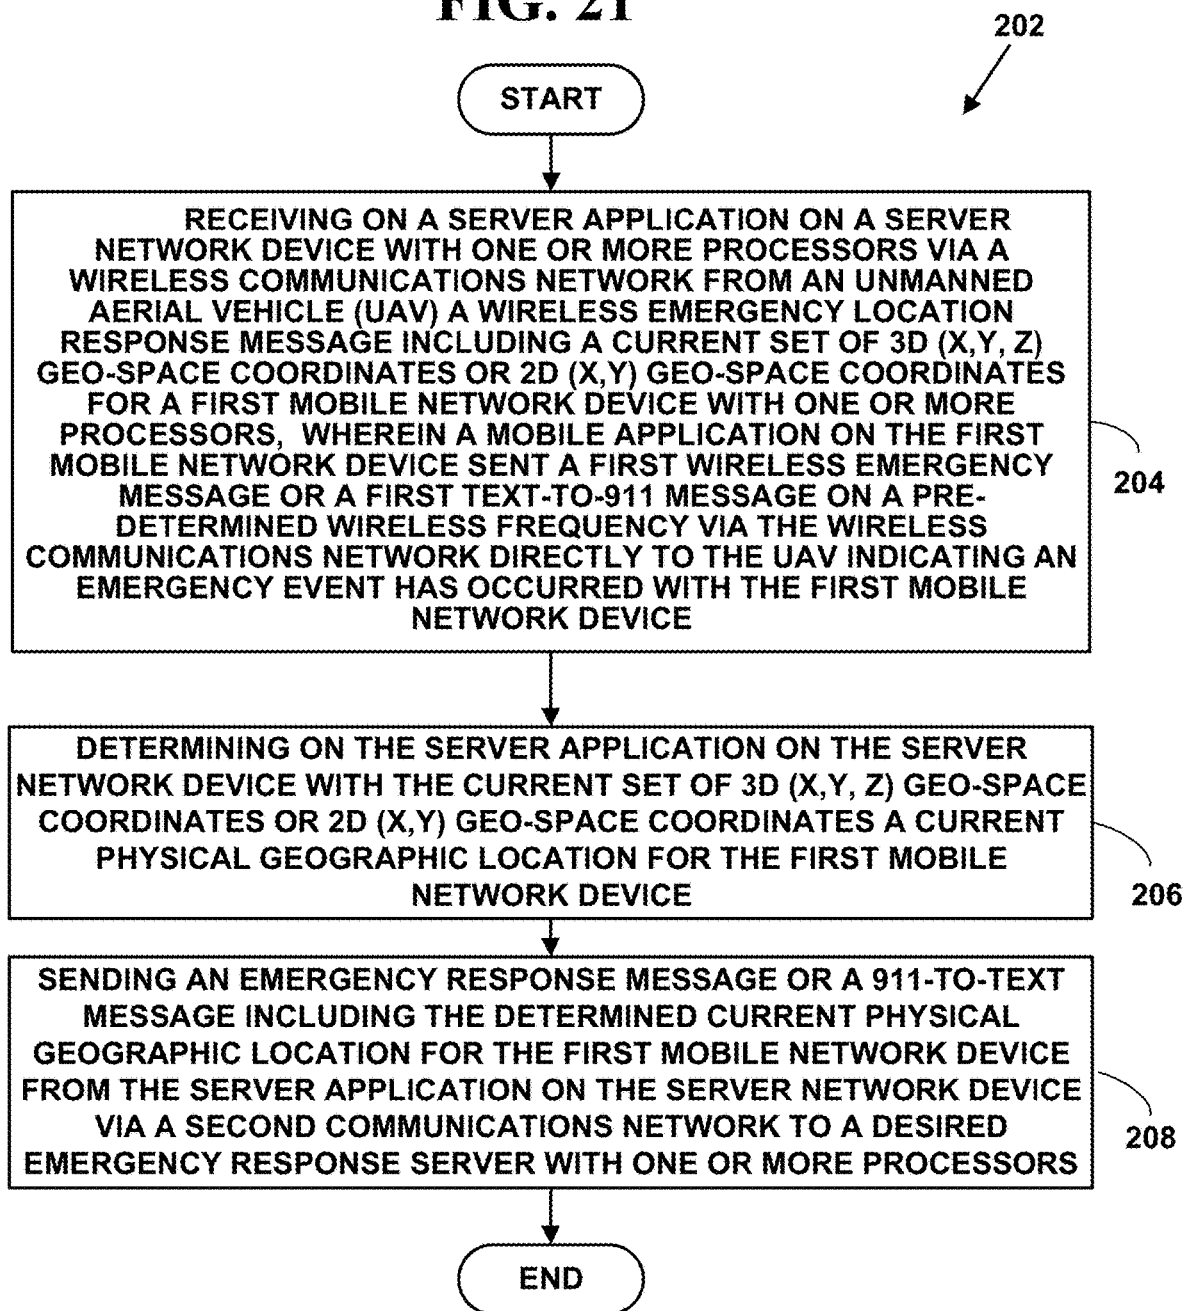 FIG. 21
202
START
RECEIVING ON A SERVER APPLICATION ON A SERVER
NETWORK DEVICE WITH ONE OR MORE PROCESSORS VIA A
WIRELESS COMMUNICATIONS NETWORK FROM AN UNMANNED
AERIAL VEHICLE (UAV) A WIRELESS EMERGENCY LOCATION
RESPONSE MESSAGE INCLUDING A CURRENT SET OF 3D (X,Y, Z)
GEO-SPACE COORDINATES OR 2D (X,Y) GEO-SPACE COORDINATES
FOR A FIRST MOBILE NETWORK DEVICE WITH ONE OR MORE
PROCESSORS, WHEREIN A MOBILE APPLICATION ON THE FIRST
MOBILE NETWORK DEVICE SENT A FIRST WIRELESS EMERGENCY
MESSAGE OR A FIRST TEXT-TO-911 MESSAGE ON A PRE-
DETERMINED WIRELESS FREQUENCY VIA THE WIRELESS
COMMUNICATIONS NETWORK DIRECTLY TO THE UAV INDICATING AN
EMERGENCY EVENT HAS OCCURRED WITH THE FIRST MOBILE
NETWORK DEVICE
204
DETERMINING ON THE SERVER APPLICATION ON THE SERVER
NETWORK DEVICE WITH THE CURRENT SET OF 3D (X,Y, Z) GEO-SPACE
COORDINATES OR 2D (X,Y) GEO-SPACE COORDINATES A CURRENT
PHYSICAL GEOGRAPHIC LOCATION FOR THE FIRST MOBILE
NETWORK DEVICE
206
SENDING AN EMERGENCY RESPONSE MESSAGE OR A 911-TO-TEXT
MESSAGE INCLUDING THE DETERMINED CURRENT PHYSICAL
GEOGRAPHIC LOCATION FOR THE FIRST MOBILE NETWORK DEVICE
FROM THE SERVER APPLICATION ON THE SERVER NETWORK DEVICE
VIA A SECOND COMMUNICATIONS NETWORK TO A DESIRED
EMERGENCY RESPONSE SERVER WITH ONE OR MORE PROCESSORS
208
END